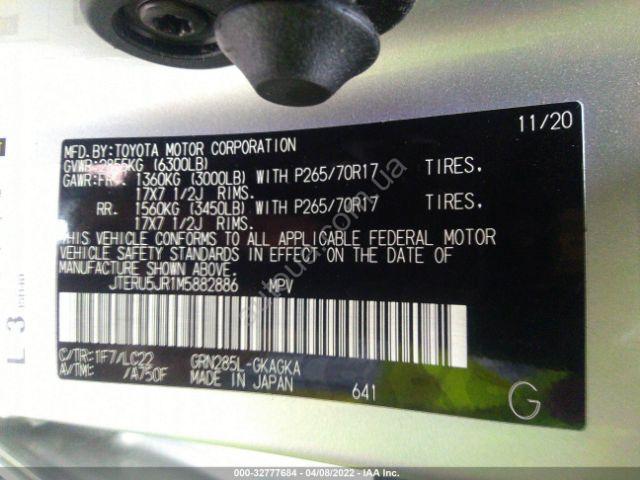 11/20
MFD.BY:TOYOTA MOTOR CORPORATION
GVWR:2855KG (6300LB)
GAWR:FRT. 1360KG (3000LB) WITH P265/70R17 TIRES,
17X7 1/2J RIMS.
RR. 1560KG (3450LB) WITH P265/70R17 TIRES,
17X7 1/2J RIMS.
THIS VEHICLE CONFORMS TO ALL APPLICABLE FEDERAL MOTOR
VEHICLE SAFETY STANDARDS IN EFFECT ON THE DATE OF
MANUFACTURE SHOWN ABOVE.
JTERU5JR1M5882886 MPV
C/TR:1F7/LC22 GRN285L-GKAGKA
A/TM: /A750F MADE IN JAPAN
641
G
L 3
000-32777684 - 04/08/2022 - IAA Inc.